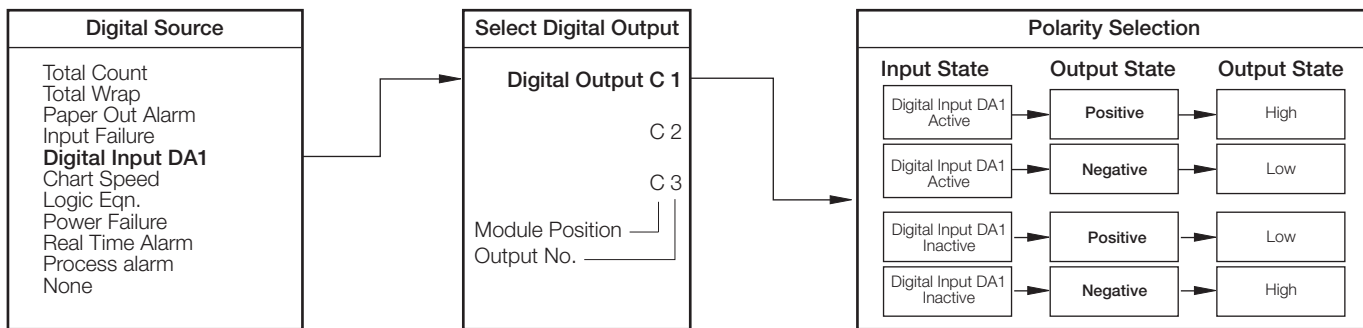 Digital Source
Total Count
Total Wrap
Paper Out Alarm
Input Failure
Digital Input DA1
Chart Speed
Logic Eqn.
Power Failure
Real Time Alarm
Process alarm
None
Select Digital Output
Digital Output C 1
C 2
C 3
Module Position
Output No.
Polarity Selection
Input State Output State Output State
Digital Input DA1
Active
Positive
High
Digital Input DA1
Active
Negative
Low
Digital Input DA1
Inactive
Positive
Low
Digital Input DA1
Inactive
Negative
High